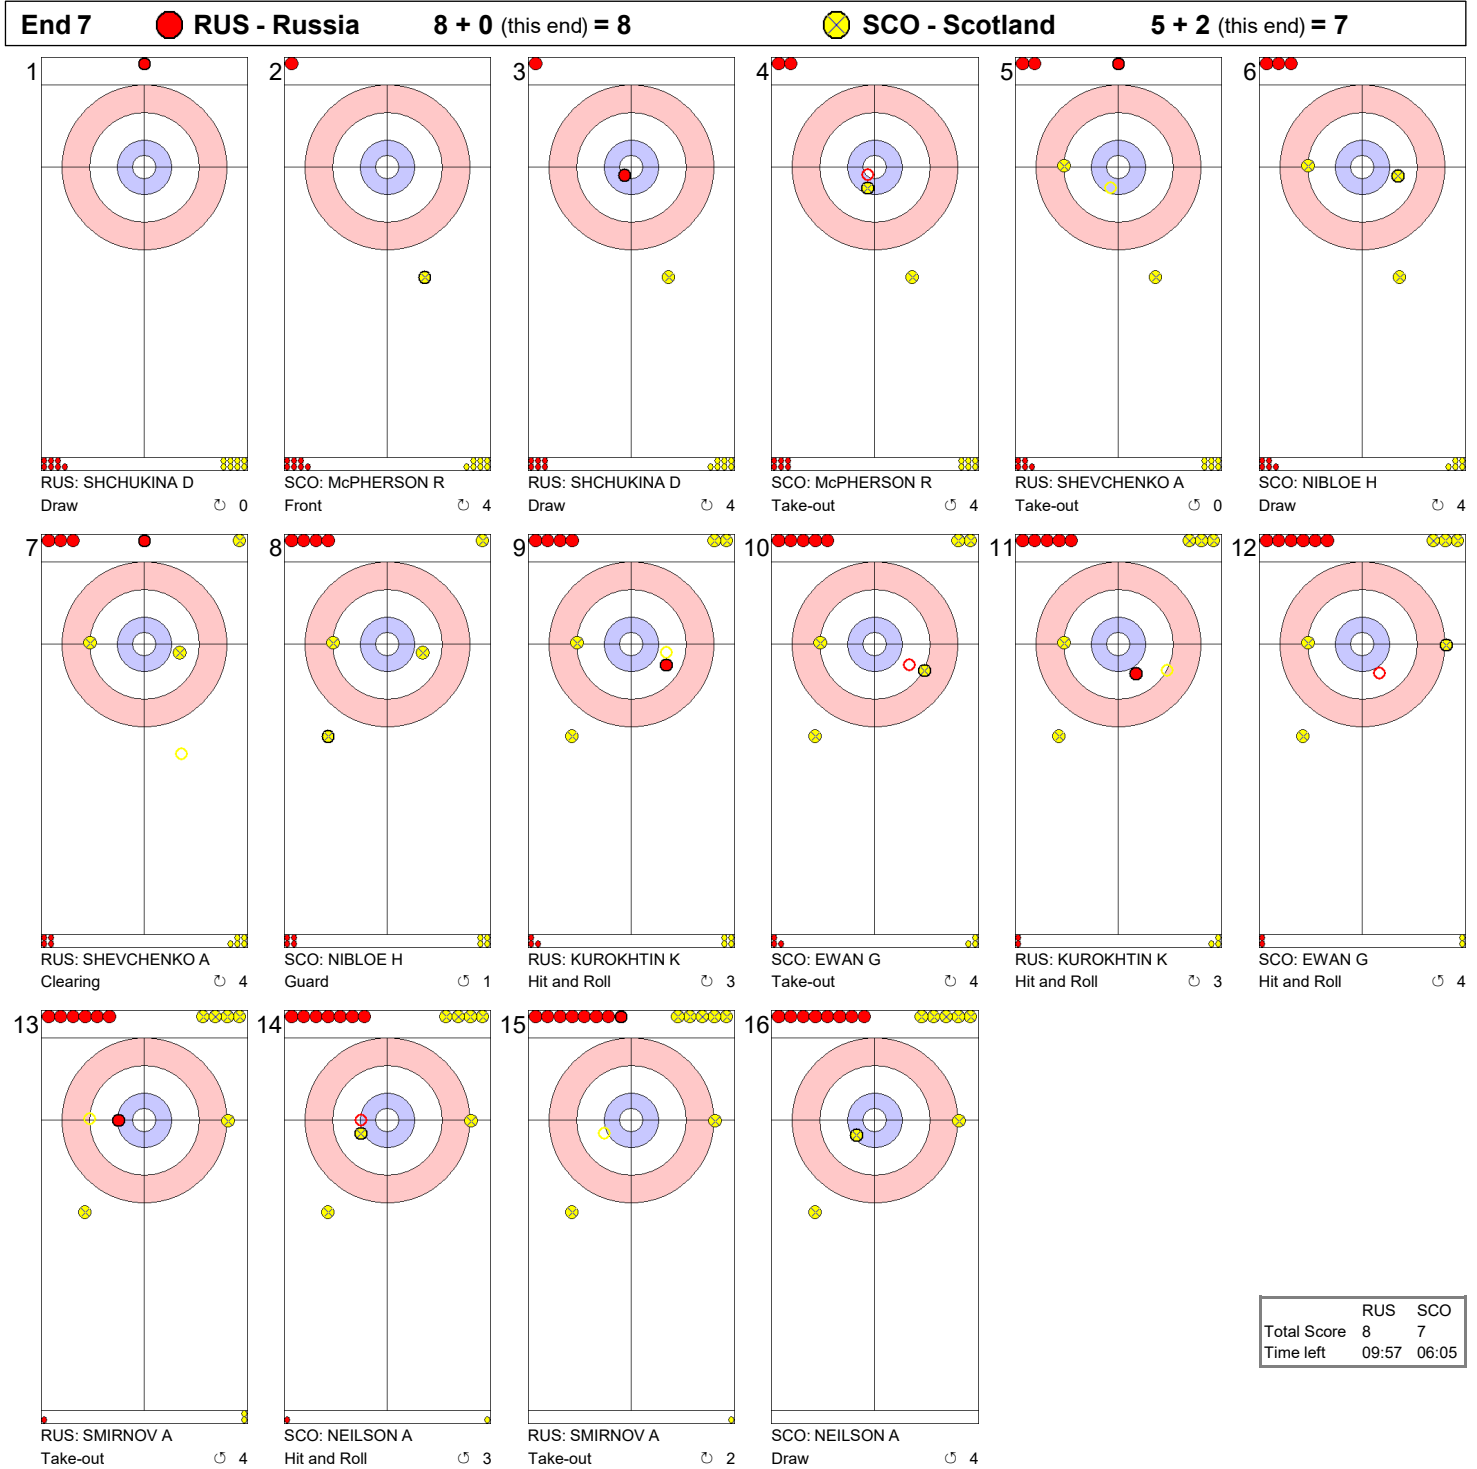 End 7 RUS - Russia 8 + 0 (this end) = 8 SCO - Scotland 5 + 2 (this end) = 7
1 2 3 4 5 6
RUS: SHCHUKINA D SCO: McPHERSON R RUS: SHCHUKINA D SCO: McPHERSON R RUS: SHEVCHENKO A SCO: NIBLOE H
Draw ↻ 0 Front ↻ 4 Draw ↻ 4 Take-out ↺ 4 Take-out ↺ 0 Draw ↻ 4
7 8 9 10 11 12
RUS: SHEVCHENKO A SCO: NIBLOE H RUS: KUROKHTIN K SCO: EWAN G RUS: KUROKHTIN K SCO: EWAN G
Clearing ↻ 4 Guard ↺ 1 Hit and Roll ↻ 3 Take-out ↻ 4 Hit and Roll ↻ 3 Hit and Roll ↺ 4
13 14 15 16
RUS SCO
Total Score 8 7
Time left 09:57 06:05
RUS: SMIRNOV A SCO: NEILSON A RUS: SMIRNOV A SCO: NEILSON A
Take-out ↺ 4 Hit and Roll ↺ 3 Take-out ↻ 2 Draw ↺ 4